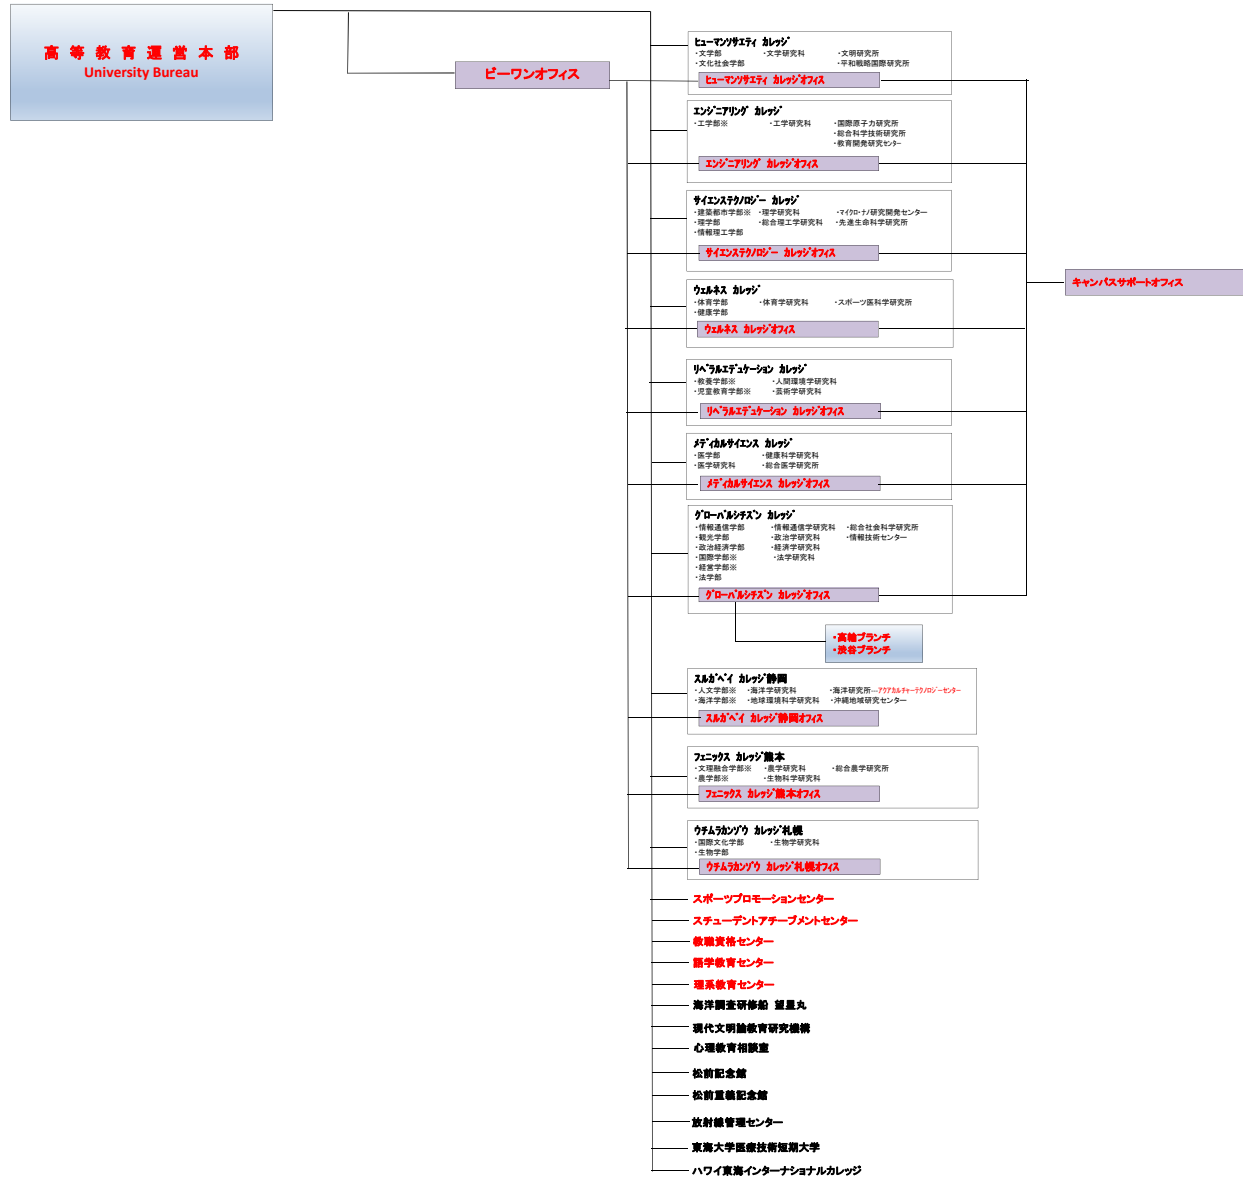 高等教育運営本部
University Bureau
ビーワンオフィス
ﾋｭｰﾏﾝｿｻｴﾃｨ ｶﾚｯｼﾞ
・文学部 ・文学研究科 ・文明研究所
・文化社会学部 ・平和戦略国際研究所
ﾋｭｰﾏﾝｿｻｴﾃｨ ｶﾚｯｼﾞｵﾌｨｽ
ｴﾝｼﾞﾆｱﾘﾝｸﾞ ｶﾚｯｼﾞ
・工学部※ ・工学研究科 ・国際原子力研究所
・総合科学技術研究所
・教育開発研究ｾﾝﾀｰ
ｴﾝｼﾞﾆｱﾘﾝｸﾞ ｶﾚｯｼﾞｵﾌｨｽ
ｻｲｴﾝｽﾃｸﾉﾛｼﾞｰ ｶﾚｯｼﾞ
・建築都市学部※ ・理学研究科 ・ﾏｲｸﾛ・ﾅﾉ研究開発センター
・理学部 ・総合理工学研究科 ・先進生命科学研究所
・情報理工学部
ｻｲｴﾝｽﾃｸﾉﾛｼﾞｰ ｶﾚｯｼﾞｵﾌｨｽ
キャンパスサポートオフィス
ｳｪﾙﾈｽ ｶﾚｯｼﾞ
・体育学部 ・体育学研究科 ・スポーツ医科学研究所
・健康学部
ｳｪﾙﾈｽ ｶﾚｯｼﾞｵﾌｨｽ
ﾘﾍﾞﾗﾙｴﾃﾞｭｹｰｼｮﾝ ｶﾚｯｼﾞ
・教養学部※ ・人間環境学研究科
・児童教育学部※ ・芸術学研究科
ﾘﾍﾞﾗﾙｴﾃﾞｭｹｰｼｮﾝ ｶﾚｯｼﾞｵﾌｨｽ
ﾒﾃﾞｨｶﾙｻｲｴﾝｽ ｶﾚｯｼﾞ
・医学部 ・健康科学研究科
・医学研究科 ・総合医学研究所
ﾒﾃﾞｨｶﾙｻｲｴﾝｽ ｶﾚｯｼﾞｵﾌｨｽ
ｸﾞﾛｰﾊﾞﾙｼﾁｽﾞﾝ ｶﾚｯｼﾞ
・情報通信学部 ・情報通信学研究科 ・総合社会科学研究所
・観光学部 ・政治学研究科 ・情報技術センター
・政治経済学部 ・経済学研究科
・国際学部※ ・法学研究科
・経営学部※
・法学部
ｸﾞﾛｰﾊﾞﾙｼﾁｽﾞﾝ ｶﾚｯｼﾞｵﾌｨｽ
・高輪ブランチ
・渋谷ブランチ
ｽﾙｶﾞﾍﾞｲ ｶﾚｯｼﾞ静岡
・人文学部※ ・海洋学研究科 ・海洋研究所---ｱｸｱｶﾙﾁｬｰﾃｸﾉﾛｼﾞｰｾﾝﾀｰ
・海洋学部※ ・地球環境科学研究科 ・沖縄地域研究センター
ｽﾙｶﾞﾍﾞｲ ｶﾚｯｼﾞ静岡ｵﾌｨｽ
ﾌｪﾆｯｸｽ ｶﾚｯｼﾞ熊本
・文理融合学部※ ・農学研究科 ・総合農学研究所
・農学部※ ・生物科学研究科
ﾌｪﾆｯｸｽ ｶﾚｯｼﾞ熊本ｵﾌｨｽ
ｳﾁﾑﾗｶﾝｿﾞｳ ｶﾚｯｼﾞ札幌
・国際文化学部 ・生物学研究科
・生物学部
ｳﾁﾑﾗｶﾝｿﾞｳ ｶﾚｯｼﾞ札幌ｵﾌｨｽ
スポーツプロモーションセンター
スチューデントアチーブメントセンター
教職資格センター
語学教育センター
理系教育センター
海洋調査研修船 望星丸
現代文明論教育研究機構
心理教育相談室
松前記念館
松前重義記念館
放射線管理センター
東海大学医療技術短期大学
ハワイ東海インターナショナルカレッジ